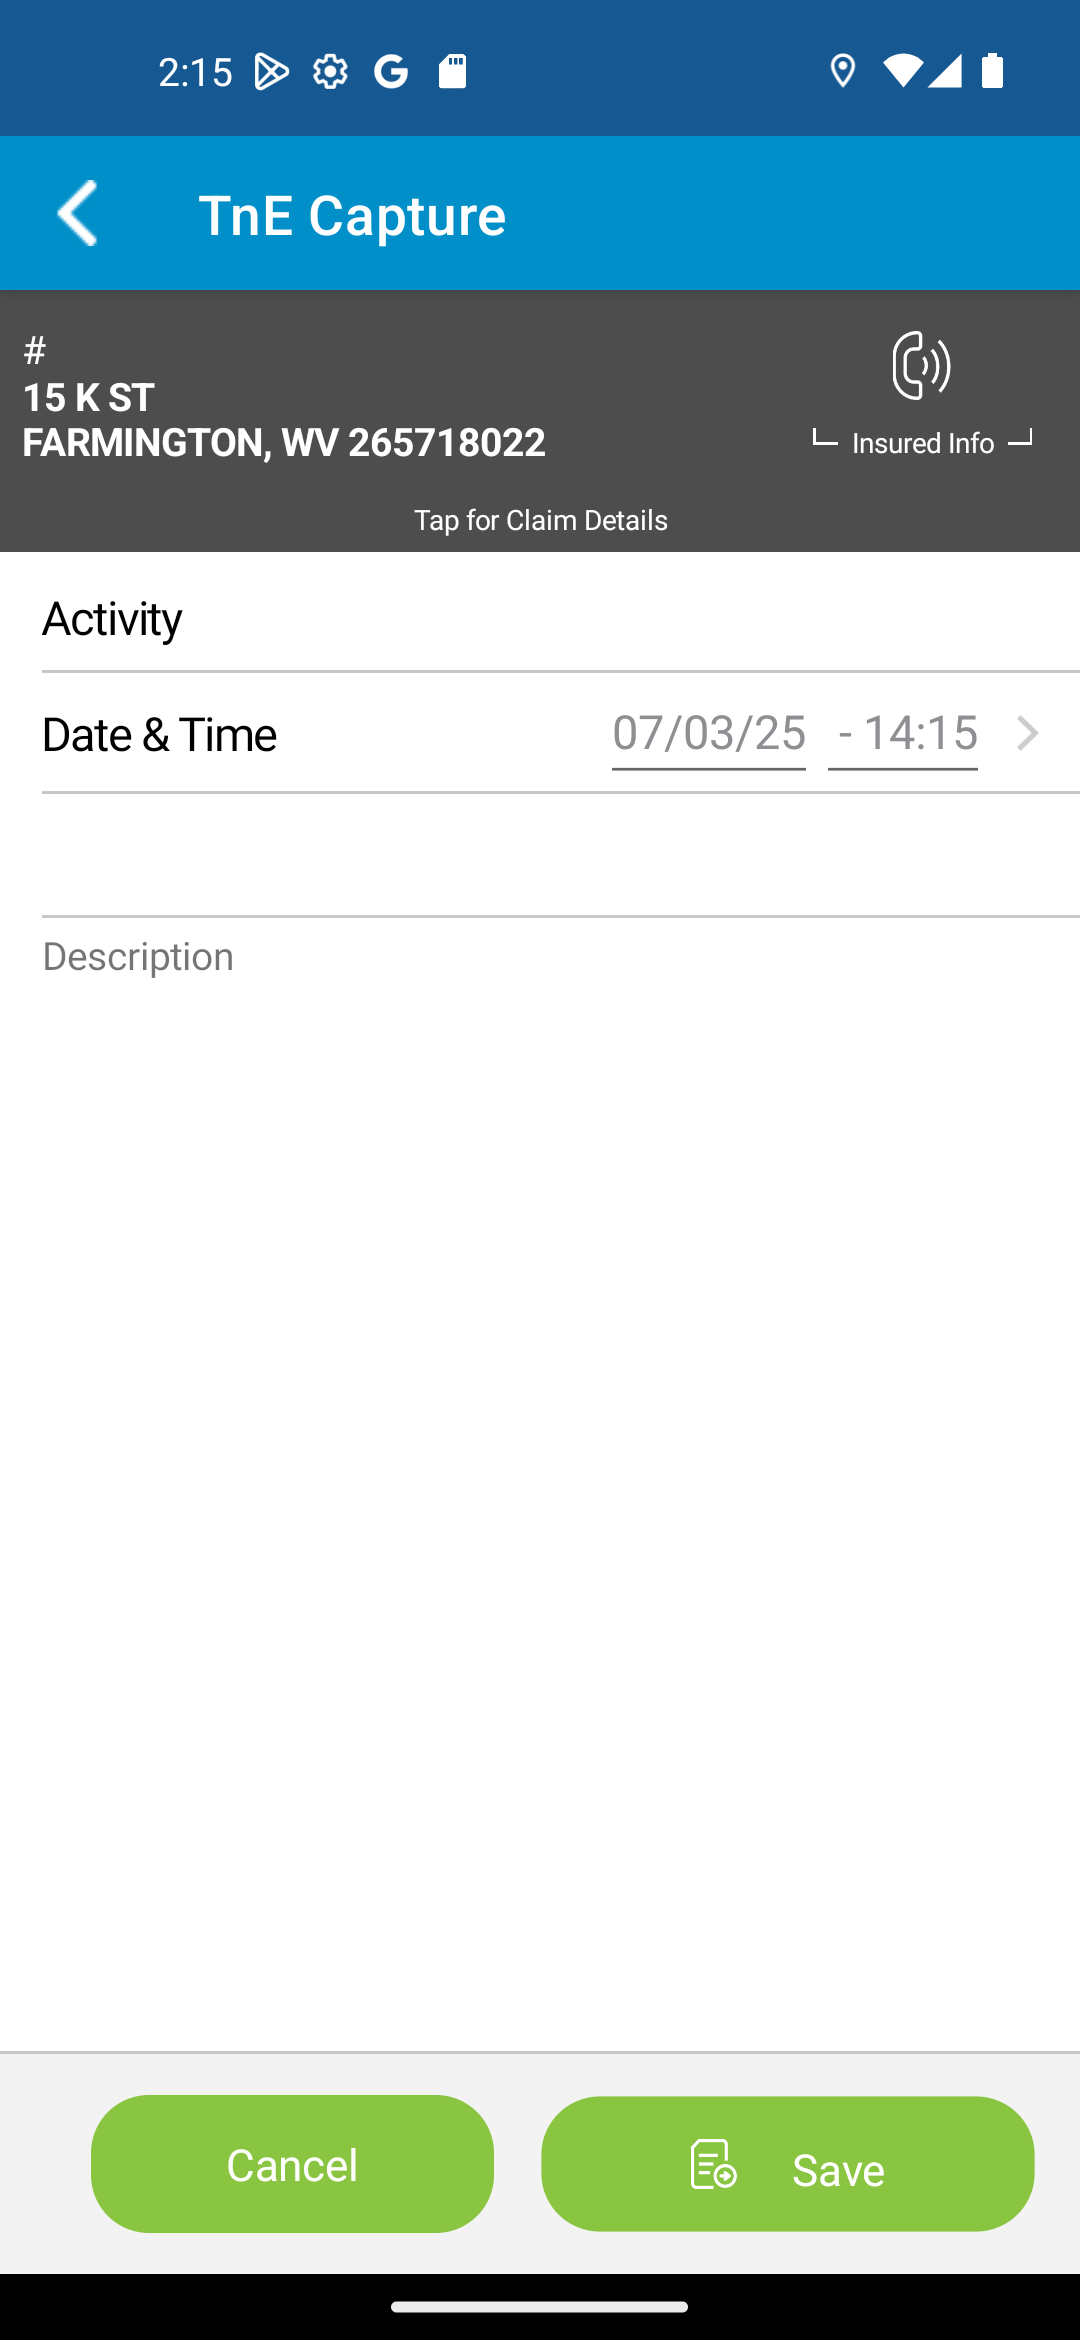 2:15
TnE Capture
#
15 K ST
FARMINGTON, WV 265718022
Insured Info
Tap for Claim Details
Activity
Date & Time 07/03/25 - 14:15
Description
Cancel
Save